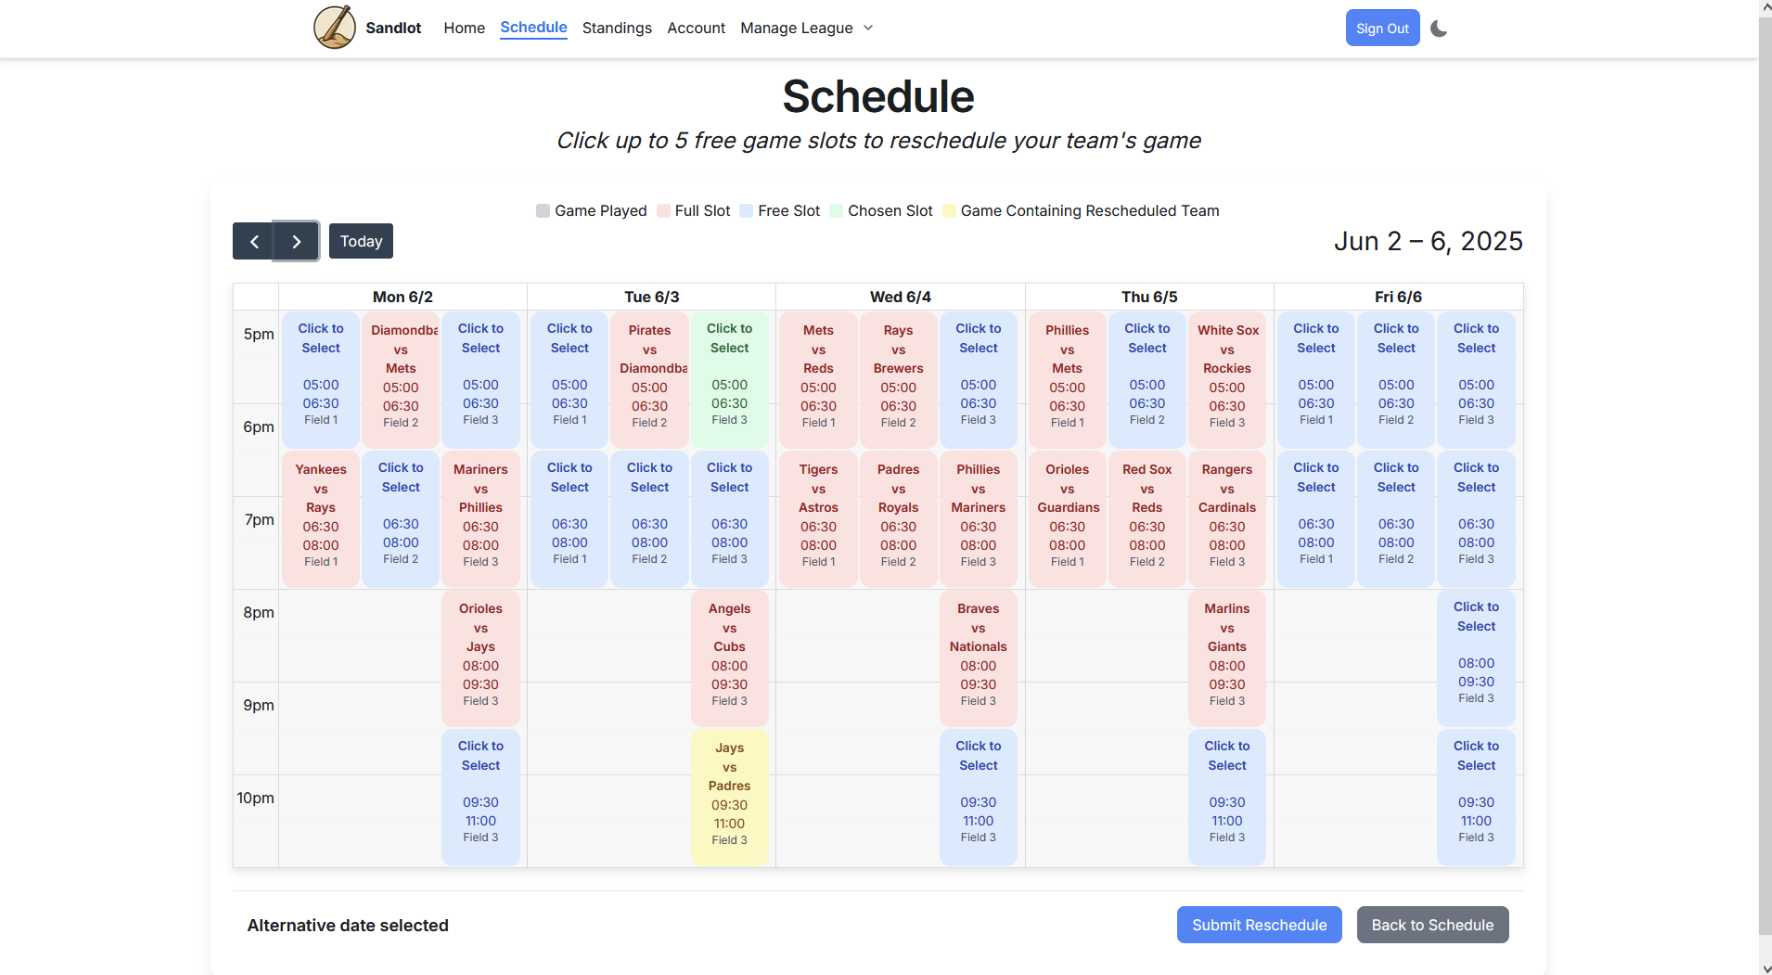 Sandlot Home Schedule Standings Account Manage League Sign Out
Schedule
Click up to 5 free game slots to reschedule your team's game
Game Played Full Slot Free Slot Chosen Slot Game Containing Rescheduled Team
Today
Jun 2 – 6, 2025
Mon 6/2 Tue 6/3 Wed 6/4 Thu 6/5 Fri 6/6
5pm
6pm
7pm
8pm
9pm
10pm
Click to
Select
05:00
06:30
Field 1
Diamondba
vs
Mets
05:00
06:30
Field 2
Click to
Select
05:00
06:30
Field 3
Yankees
vs
Rays
06:30
08:00
Field 1
Click to
Select
06:30
08:00
Field 2
Mariners
vs
Phillies
06:30
08:00
Field 3
Orioles
vs
Jays
08:00
09:30
Field 3
Click to
Select
09:30
11:00
Field 3
Click to
Select
05:00
06:30
Field 1
Pirates
vs
Diamondba
05:00
06:30
Field 2
Click to
Select
05:00
06:30
Field 3
Click to
Select
06:30
08:00
Field 1
Click to
Select
06:30
08:00
Field 2
Click to
Select
06:30
08:00
Field 3
Angels
vs
Cubs
08:00
09:30
Field 3
Jays
vs
Padres
09:30
11:00
Field 3
Mets
vs
Reds
05:00
06:30
Field 1
Rays
vs
Brewers
05:00
06:30
Field 2
Click to
Select
05:00
06:30
Field 3
Tigers
vs
Astros
06:30
08:00
Field 1
Padres
vs
Royals
06:30
08:00
Field 2
Phillies
vs
Mariners
06:30
08:00
Field 3
Braves
vs
Nationals
08:00
09:30
Field 3
Click to
Select
09:30
11:00
Field 3
Phillies
vs
Mets
05:00
06:30
Field 1
Click to
Select
05:00
06:30
Field 2
White Sox
vs
Rockies
05:00
06:30
Field 3
Orioles
vs
Guardians
06:30
08:00
Field 1
Red Sox
vs
Reds
06:30
08:00
Field 2
Rangers
vs
Cardinals
06:30
08:00
Field 3
Marlins
vs
Giants
08:00
09:30
Field 3
Click to
Select
09:30
11:00
Field 3
Click to
Select
05:00
06:30
Field 1
Click to
Select
05:00
06:30
Field 2
Click to
Select
05:00
06:30
Field 3
Click to
Select
06:30
08:00
Field 1
Click to
Select
06:30
08:00
Field 2
Click to
Select
06:30
08:00
Field 3
Click to
Select
08:00
09:30
Field 3
Click to
Select
09:30
11:00
Field 3
Alternative date selected Submit Reschedule Back to Schedule